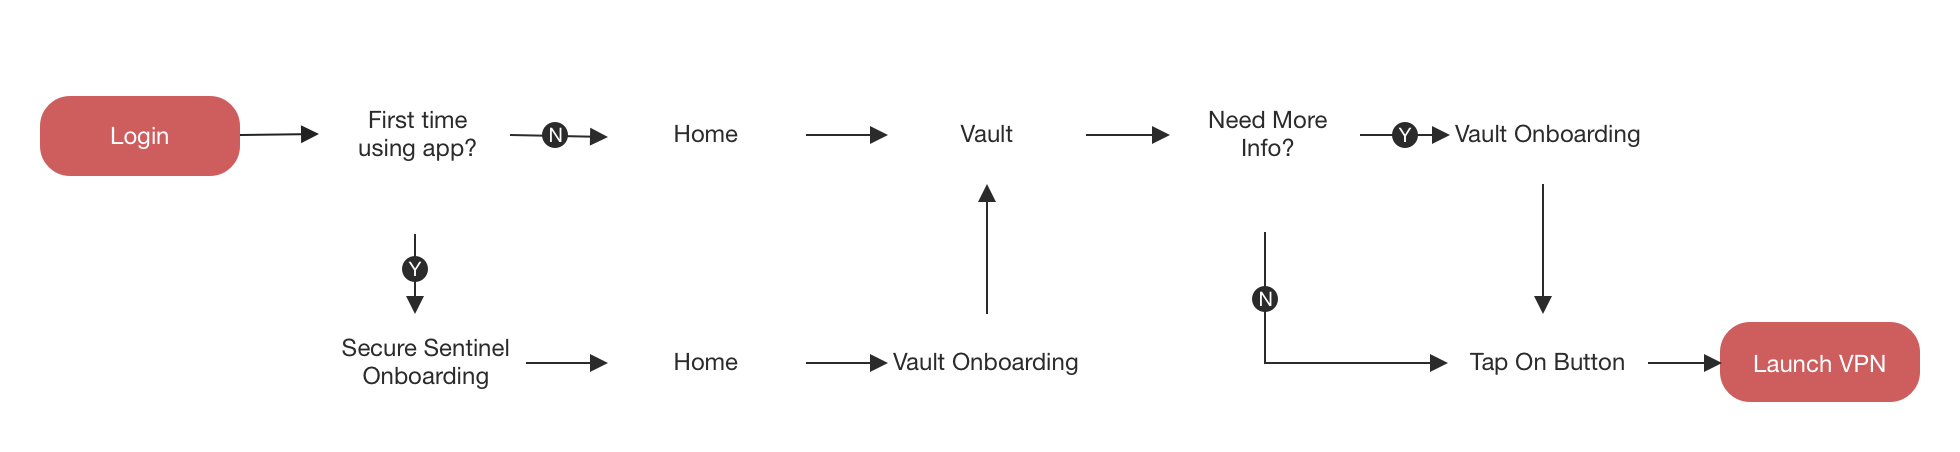 Login
First time
using app?
N
Home
Vault
Need More
Info?
Y
Vault Onboarding
Y
N
Secure Sentinel
Onboarding
Home
Vault Onboarding
Tap On Button
Launch VPN